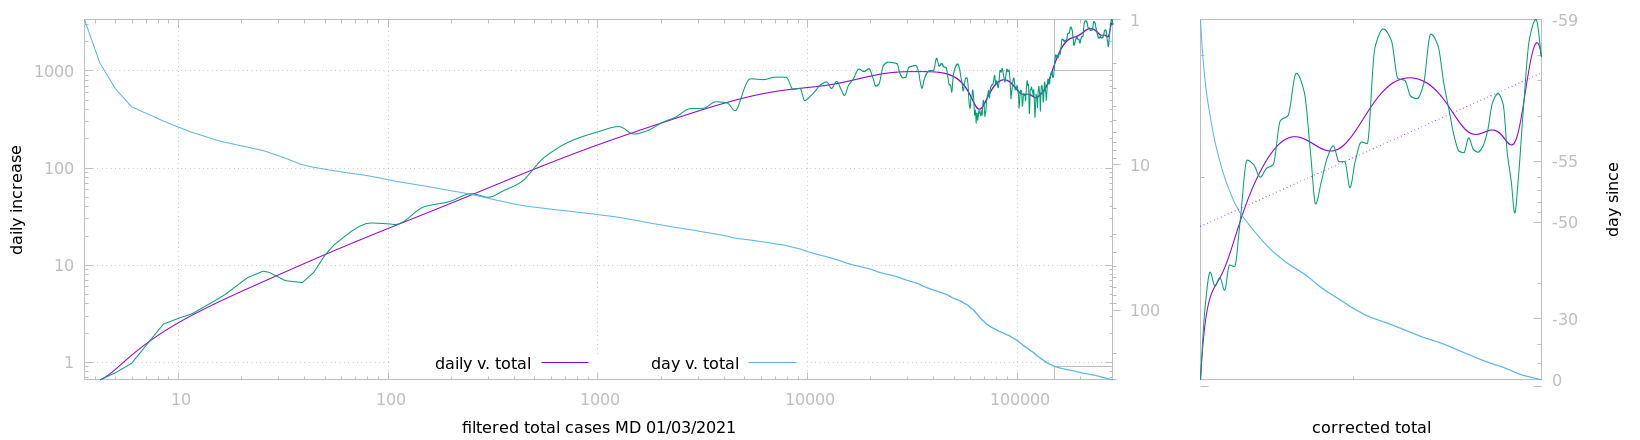 daily increase
1000
100
10
1
daily v. total
day v. total
10
100
1000
10000
100000
filtered total cases MD 01/03/2021
1
10
100
-59
-55
-50
-30
0
day since
corrected total